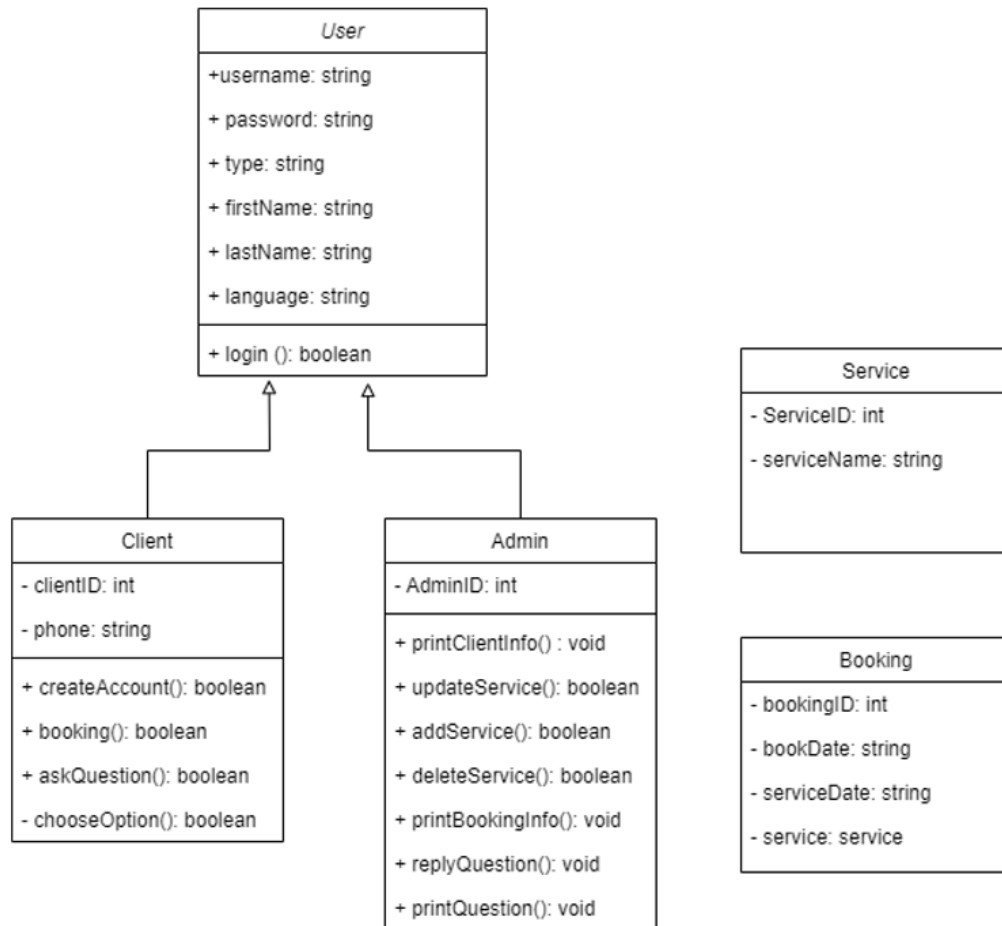 User
+username: string
+ password: string
+ type: string
+ firstName: string
+ lastName: string
+ language: string
+ login (): boolean
Client
- clientID: int
- phone: string
+ createAccount(): boolean
+ booking(): boolean
+ askQuestion(): boolean
- chooseOption(): boolean
Admin
- AdminID: int
+ printClientInfo() : void
+ updateService(): boolean
+ addService(): boolean
+ deleteService(): boolean
+ printBookingInfo(): void
+ replyQuestion(): void
+ printQuestion(): void
Service
- ServiceID: int
- serviceName: string
Booking
- bookingID: int
- bookDate: string
- serviceDate: string
- service: service